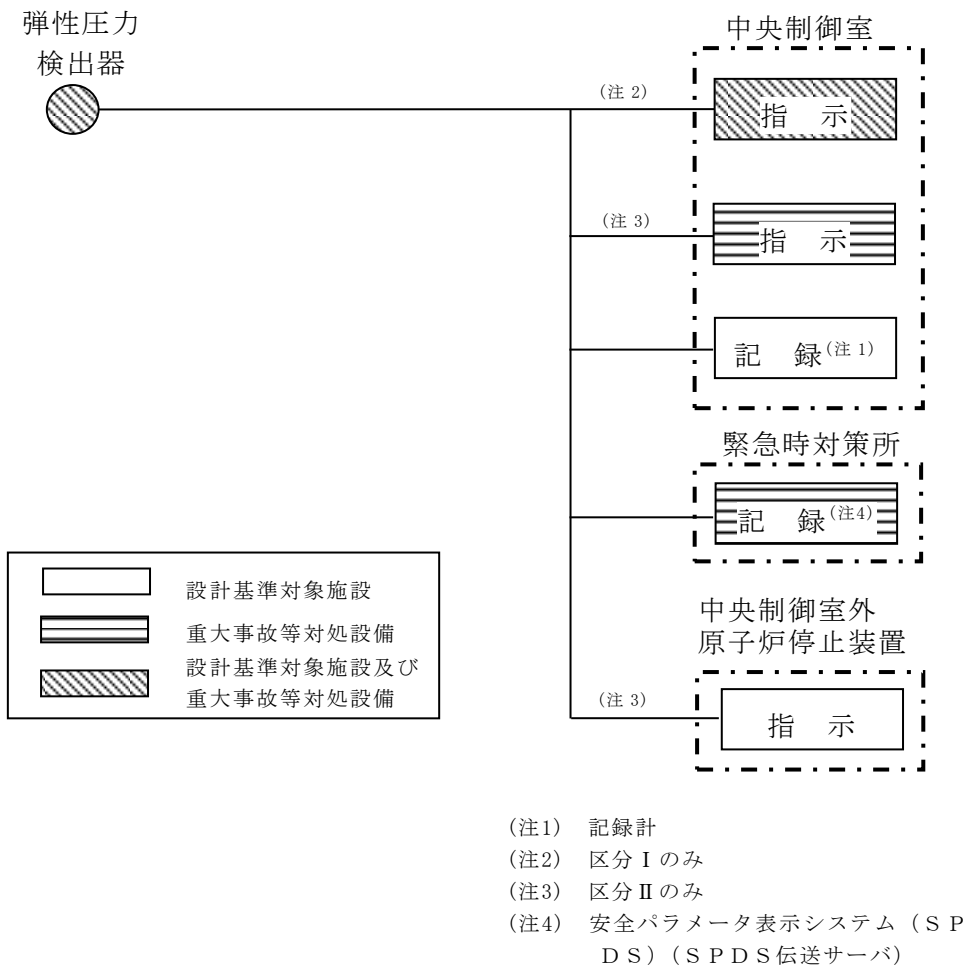 弾性圧力
検出器
中央制御室
(注 2)
指 示
(注 3)
指 示
記 録(注 1)
緊急時対策所
記 録(注4)
中央制御室外
原子炉停止装置
(注 3)
指 示
設計基準対象施設
重大事故等対処設備
設計基準対象施設及び
重大事故等対処設備
(注1) 記録計
(注2) 区分Ⅰのみ
(注3) 区分Ⅱのみ
(注4) 安全パラメータ表示システム(SP
DS)(SPDS伝送サーバ)